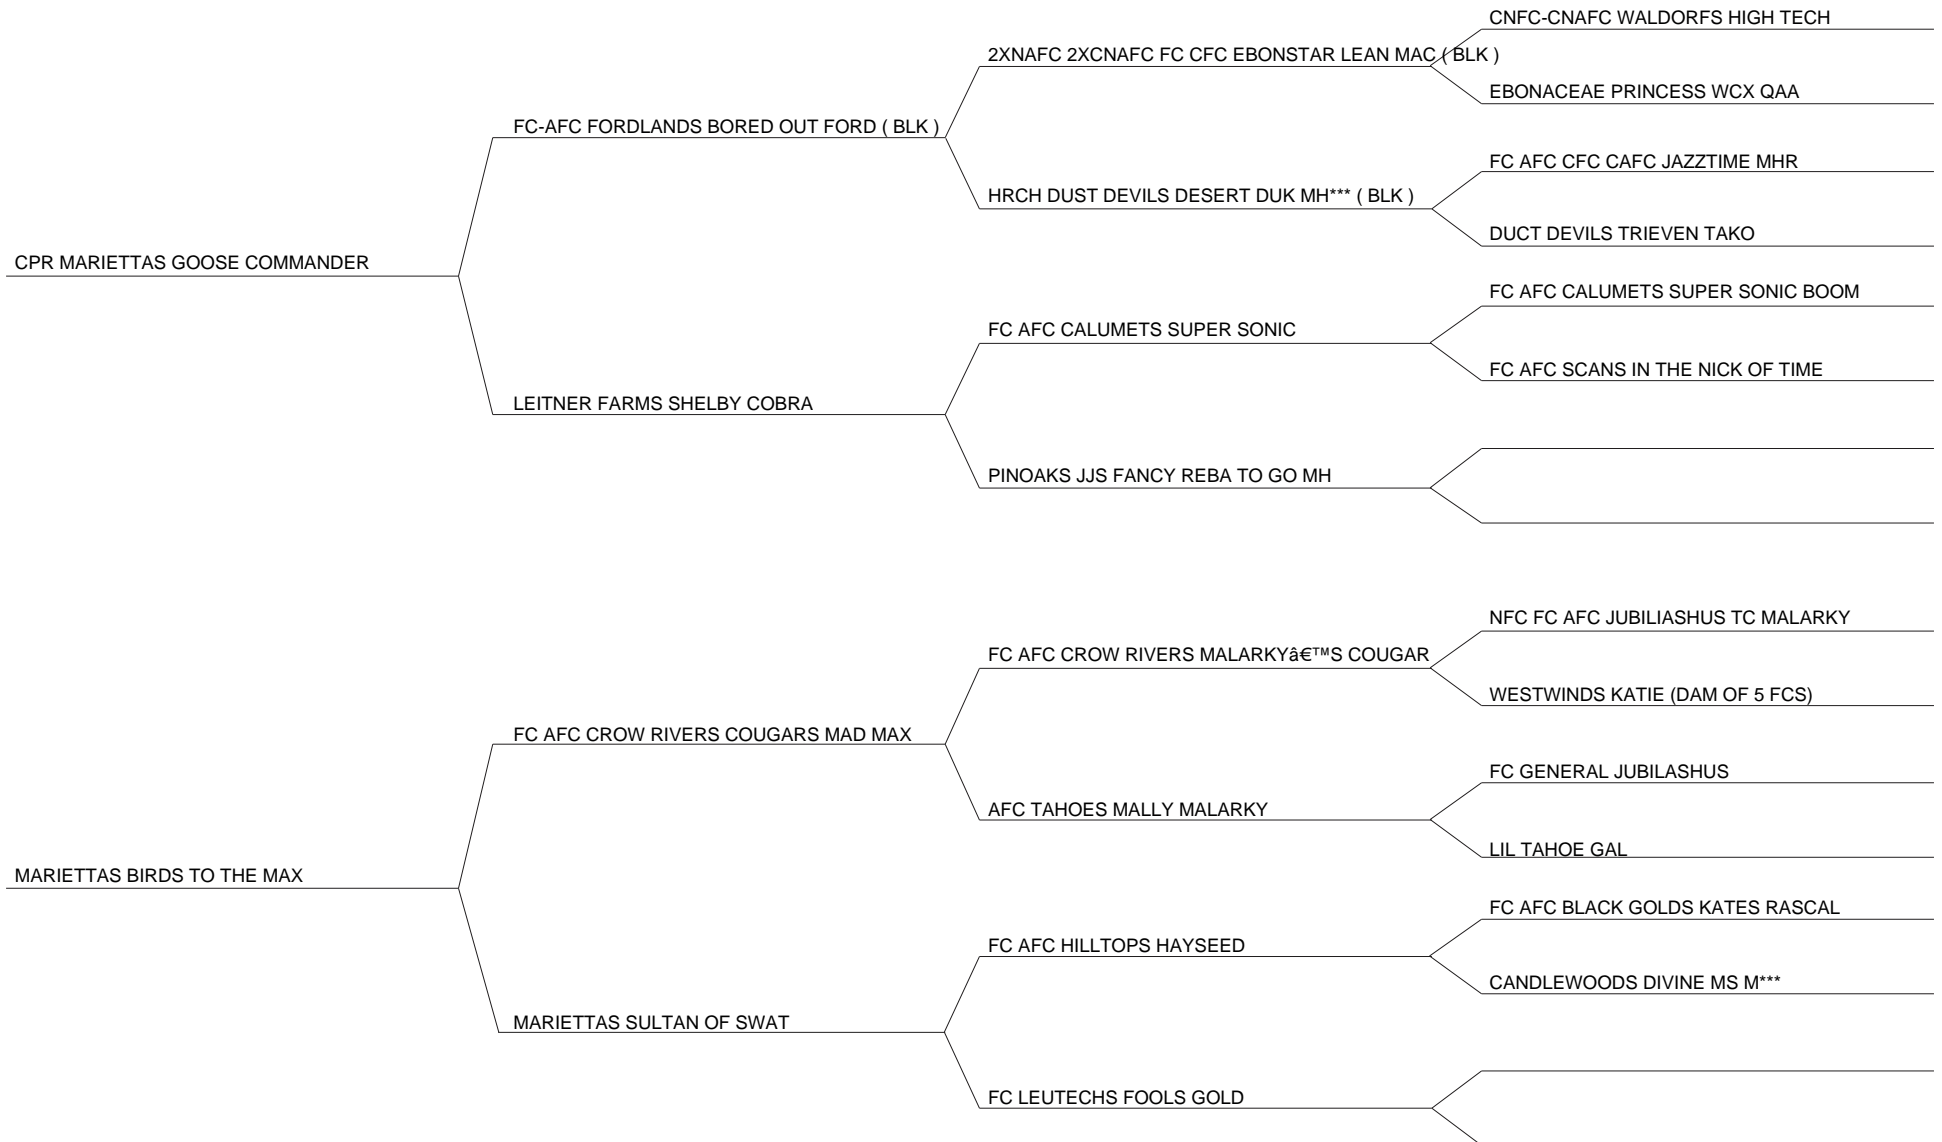 CNFC-CNAFC WALDORFS HIGH TECH
2XNAFC 2XCNAFC FC CFC EBONSTAR LEAN MAC ( BLK )
EBONACEAE PRINCESS WCX QAA
FC-AFC FORDLANDS BORED OUT FORD ( BLK )
FC AFC CFC CAFC JAZZTIME MHR
HRCH DUST DEVILS DESERT DUK MH*** ( BLK )
DUCT DEVILS TRIEVEN TAKO
CPR MARIETTAS GOOSE COMMANDER
FC AFC CALUMETS SUPER SONIC BOOM
FC AFC CALUMETS SUPER SONIC
FC AFC SCANS IN THE NICK OF TIME
LEITNER FARMS SHELBY COBRA
PINOAKS JJS FANCY REBA TO GO MH
NFC FC AFC JUBILIASHUS TC MALARKY
FC AFC CROW RIVERS MALARKYâ€™S COUGAR
WESTWINDS KATIE (DAM OF 5 FCS)
FC AFC CROW RIVERS COUGARS MAD MAX
FC GENERAL JUBILASHUS
AFC TAHOES MALLY MALARKY
LIL TAHOE GAL
MARIETTAS BIRDS TO THE MAX
FC AFC BLACK GOLDS KATES RASCAL
FC AFC HILLTOPS HAYSEED
CANDLEWOODS DIVINE MS M***
MARIETTAS SULTAN OF SWAT
FC LEUTECHS FOOLS GOLD